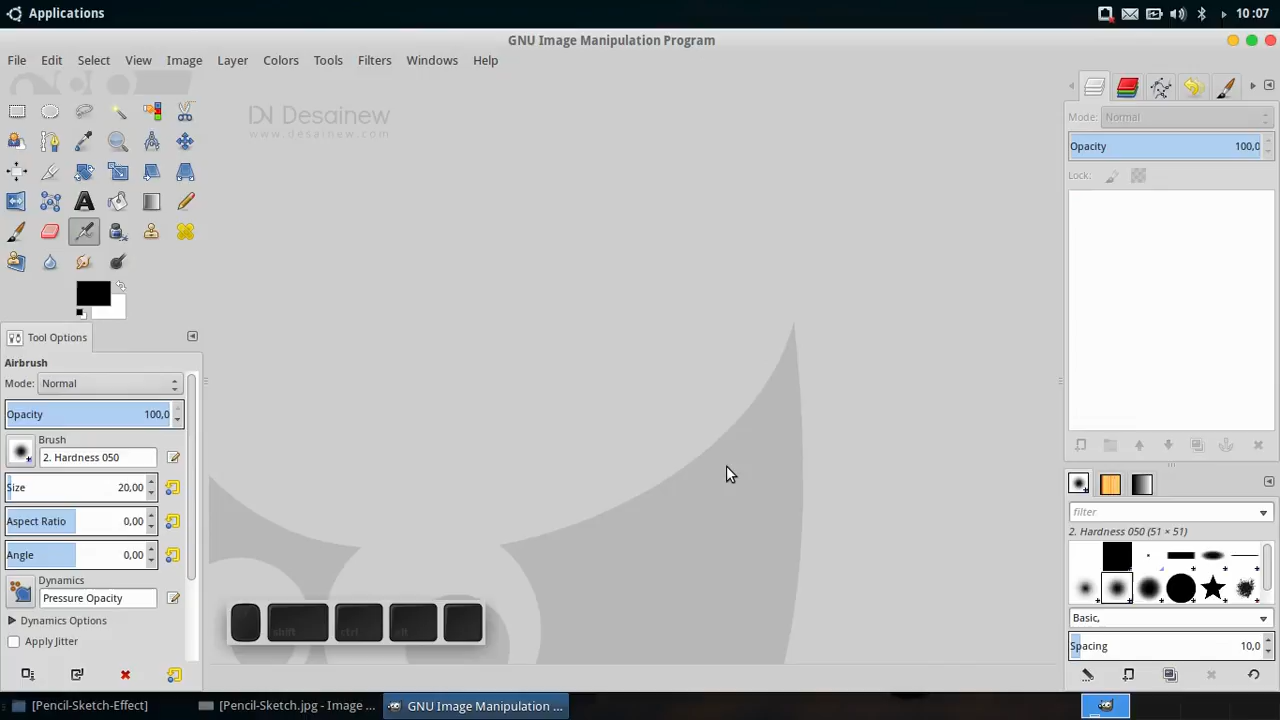 Applications
10:07
GNU Image Manipulation Program
File Edit Select View Image Layer Colors Tools Filters Windows Help
Desainew
www.desainew.com
Mode: Normal
Opacity 100,0
Lock:
Tool Options
Airbrush
Mode: Normal
Opacity 100,0
Brush
2. Hardness 050
Size 20,00
Aspect Ratio 0,00
Angle 0,00
Dynamics
Pressure Opacity
Dynamics Options
Apply Jitter
shift ctrl alt
filter
2. Hardness 050 (51 × 51)
Basic,
Spacing 10,0
[Pencil-Sketch-Effect] [Pencil-Sketch.jpg - Image ... GNU Image Manipulation ...